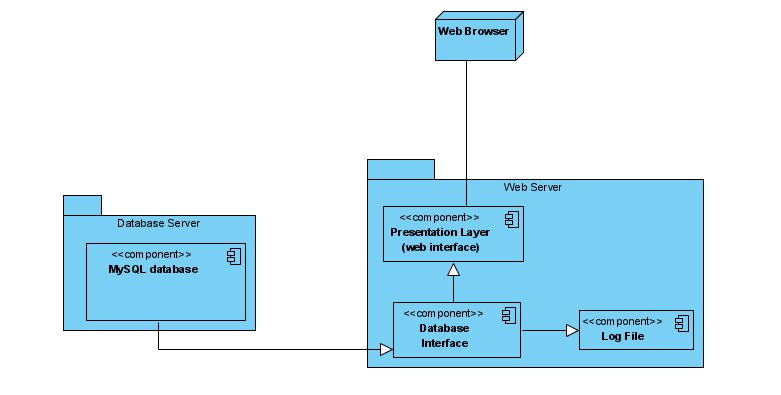 Web Browser
Web Server
<<component>>
Presentation Layer
(web interface)
Database Server
<<component>>
MySQL database
<<component>>
Database
Interface
<<component>>
Log File